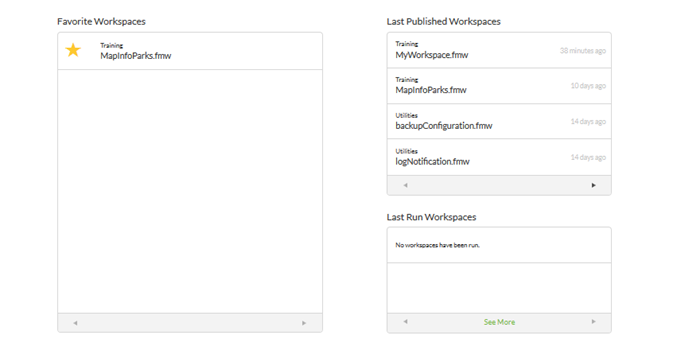 Favorite Workspaces
Training
MapInfoParks.fmw
Last Published Workspaces
Training
MyWorkspace.fmw
38 minutes ago
Training
MapInfoParks.fmw
10 days ago
Utilities
backupConfiguration.fmw
14 days ago
Utilities
logNotification.fmw
14 days ago
Last Run Workspaces
No workspaces have been run.
See More